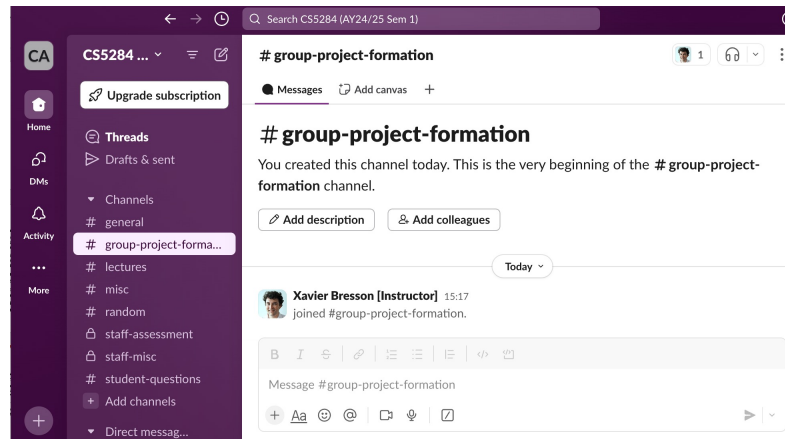 Search CS5284 (AY24/25 Sem 1)
CA
Home
DMs
Activity
More
CS5284 ...
Upgrade subscription
Threads
Drafts & sent
Channels
# general
# group-project-forma...
# lectures
# misc
# random
staff-assessment
staff-misc
# student-questions
+ Add channels
Direct messag...
# group-project-formation
1
Messages
Add canvas
# group-project-formation
You created this channel today. This is the very beginning of the # group-project-
formation channel.
Add description
Add colleagues
Today
Xavier Bresson [Instructor] 15:17
joined #group-project-formation.
B I S
Message #group-project-formation
+ Aa @